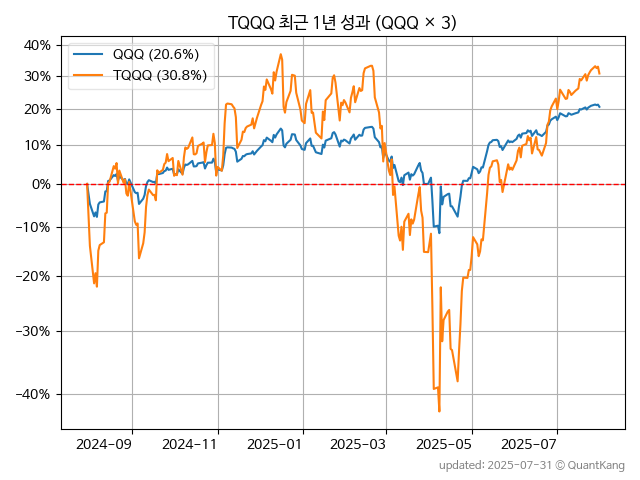 TQQQ 최근 1년 성과 (QQQ × 3)
QQQ (20.6%)
TQQQ (30.8%)
40%
30%
20%
10%
0%
−10%
−20%
−30%
−40%
2024-09 2024-11 2025-01 2025-03 2025-05 2025-07
updated: 2025-07-31 © QuantKang